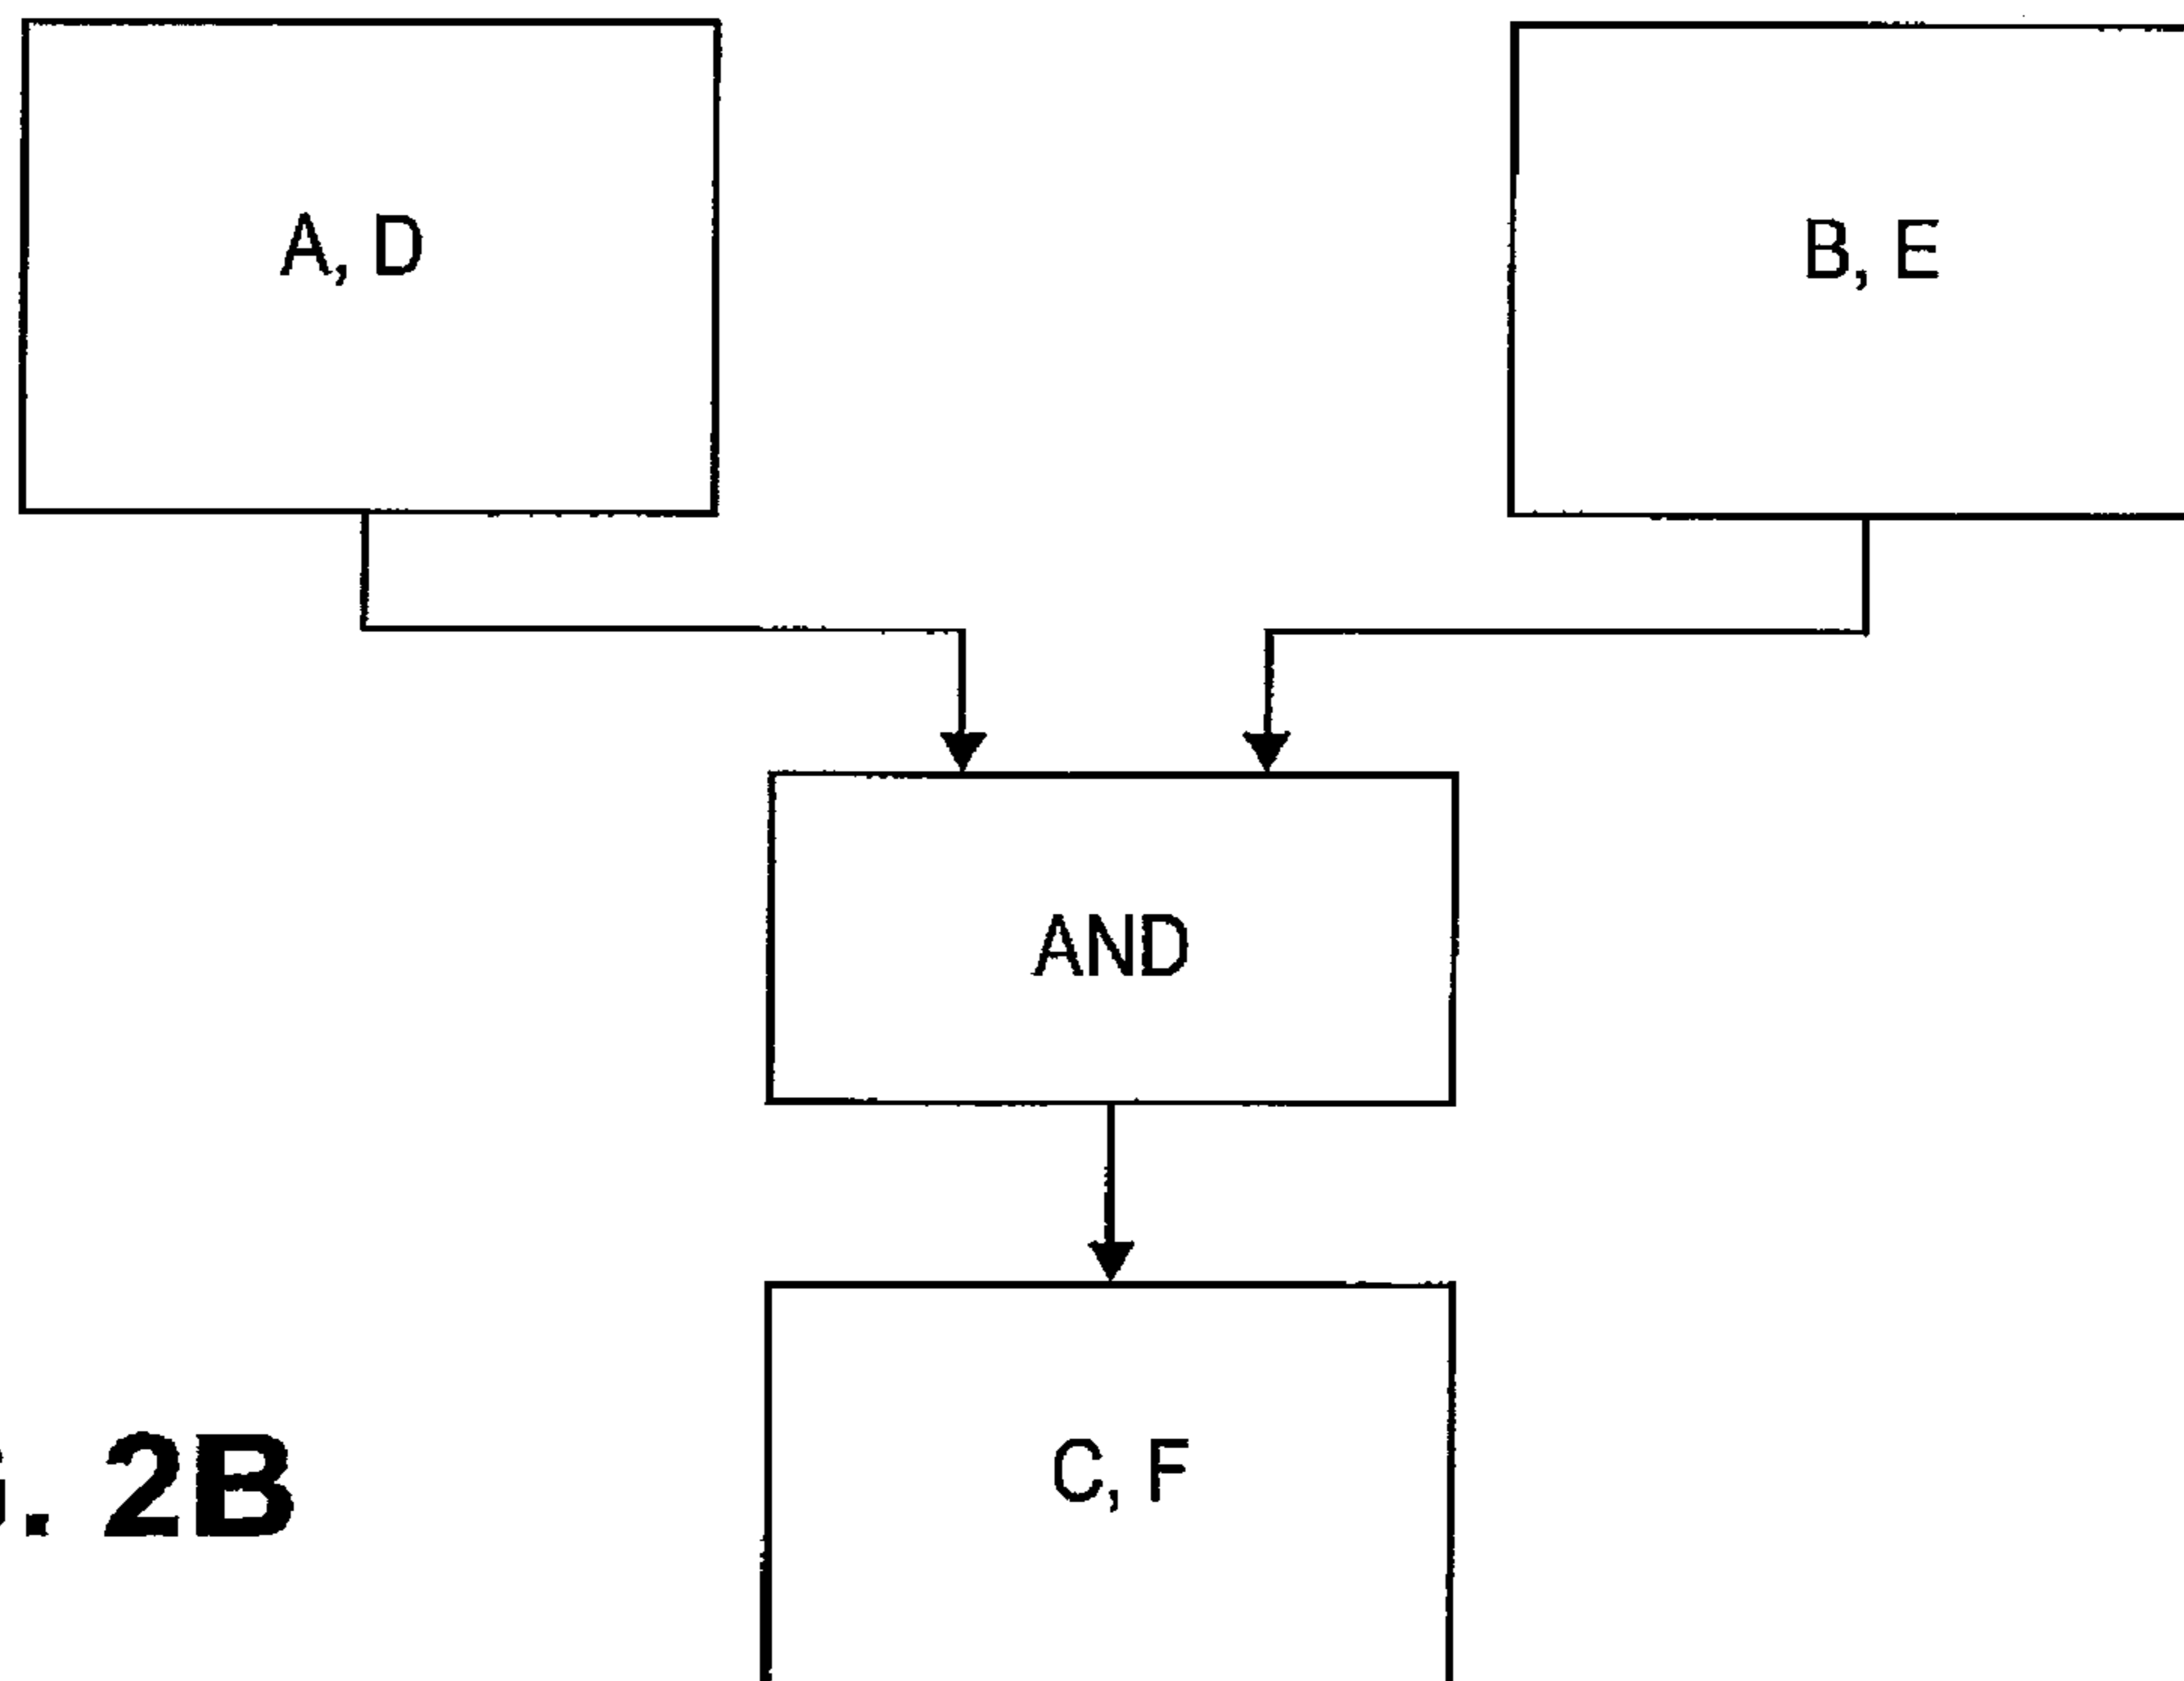 A, D
B, E
AND
C, F
. 2B